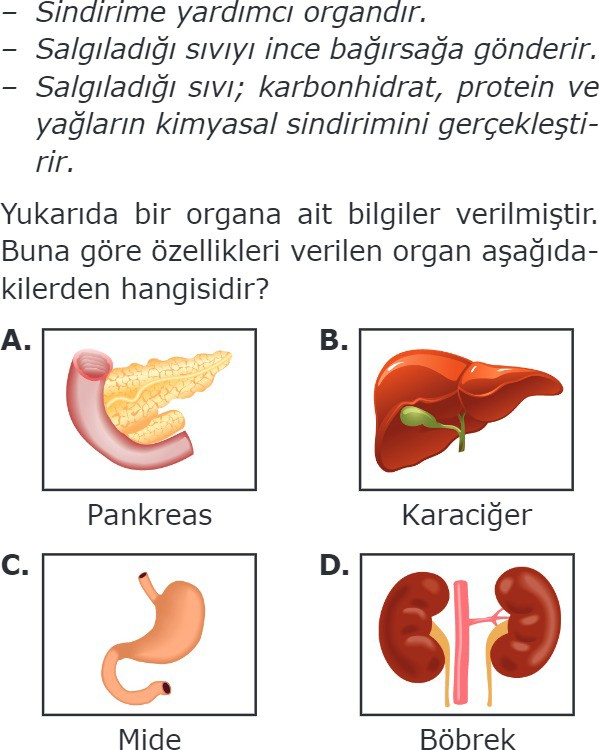 – Sindirime yardımcı organdır.
– Salgıladığı sıvıyı ince bağırsağa gönderir.
– Salgıladığı sıvı; karbonhidrat, protein ve
yağların kimyasal sindirimini gerçekleşti-
rir.
Yukarıda bir organa ait bilgiler verilmiştir.
Buna göre özellikleri verilen organ aşağıda-
kilerden hangisidir?
A. B.
Pankreas Karaciğer
C. D.
Mide Böbrek